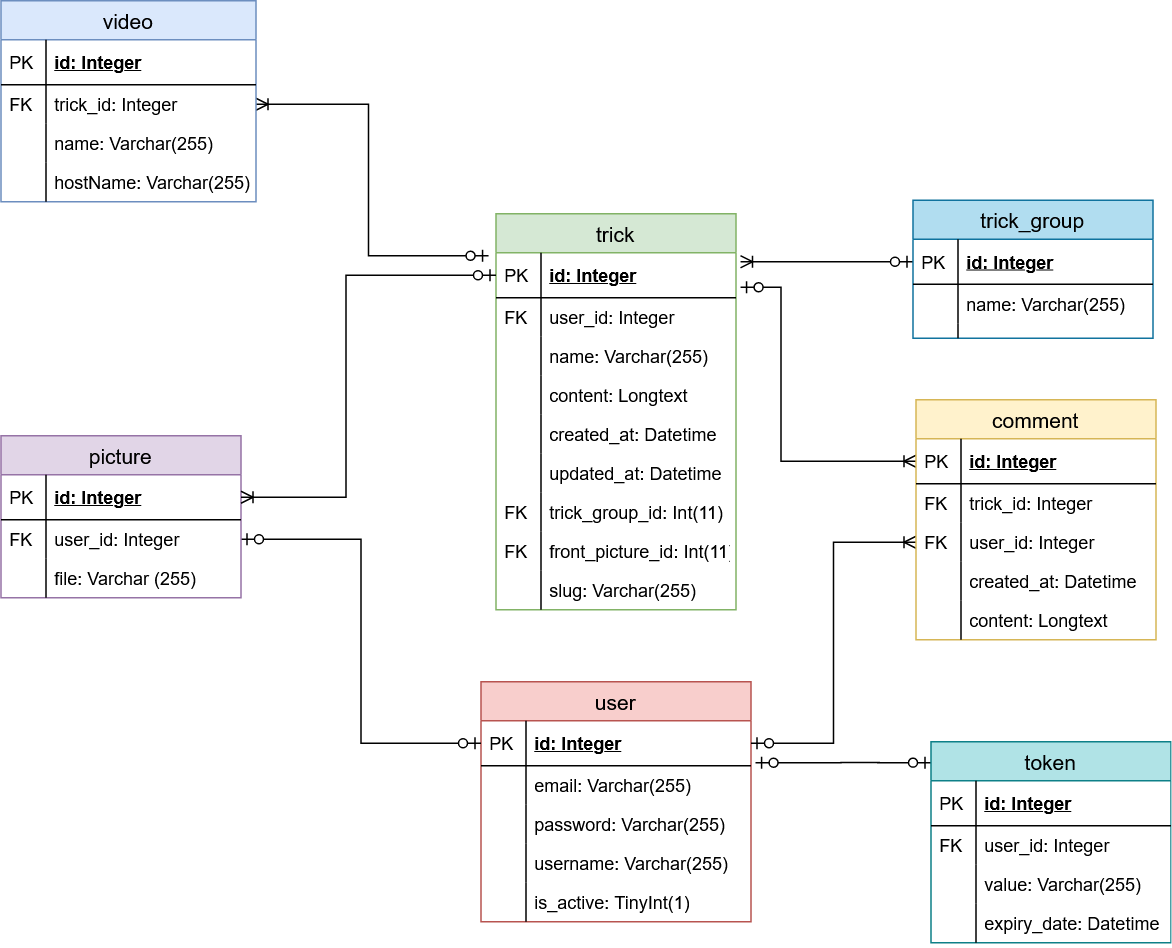 video
PK id: Integer
FK trick_id: Integer
name: Varchar(255)
hostName: Varchar(255)
trick
PK id: Integer
FK user_id: Integer
name: Varchar(255)
content: Longtext
created_at: Datetime
updated_at: Datetime
FK trick_group_id: Int(11)
FK front_picture_id: Int(11)
slug: Varchar(255)
trick_group
PK id: Integer
name: Varchar(255)
picture
PK id: Integer
FK user_id: Integer
file: Varchar (255)
comment
PK id: Integer
FK trick_id: Integer
FK user_id: Integer
created_at: Datetime
content: Longtext
user
PK id: Integer
email: Varchar(255)
password: Varchar(255)
username: Varchar(255)
is_active: TinyInt(1)
token
PK id: Integer
FK user_id: Integer
value: Varchar(255)
expiry_date: Datetime